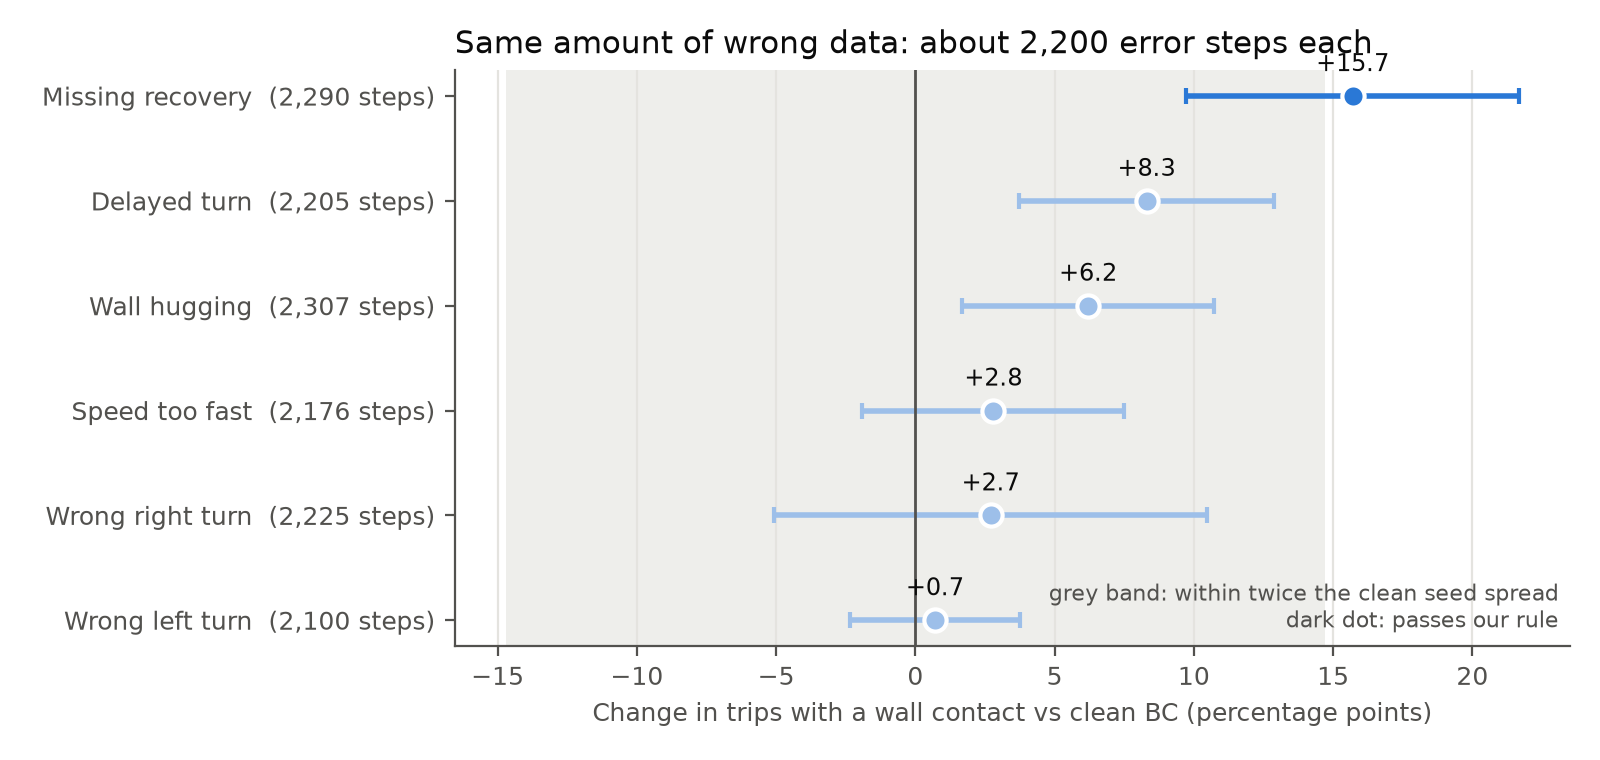 Same amount of wrong data: about 2,200 error steps each
+15.7
Missing recovery (2,290 steps)
+8.3
Delayed turn (2,205 steps)
+6.2
Wall hugging (2,307 steps)
+2.8
Speed too fast (2,176 steps)
+2.7
Wrong right turn (2,225 steps)
+0.7
grey band: within twice the clean seed spread
Wrong left turn (2,100 steps)
dark dot: passes our rule
−15 −10 −5 0 5 10 15 20
Change in trips with a wall contact vs clean BC (percentage points)